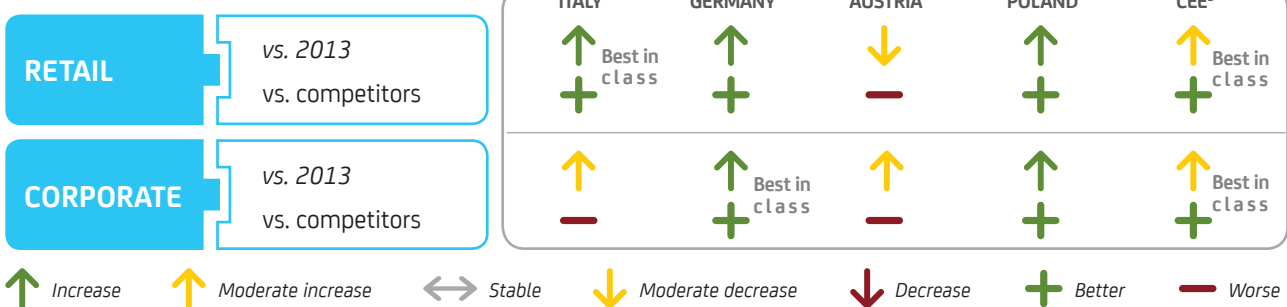 ITALY GERMANY AUSTRIA POLAND CEE
RETAIL
vs. 2013
vs. competitors
Best in
class
Best in
class
CORPORATE
vs. 2013
vs. competitors
Best in
class
Best in
class
Increase Moderate increase Stable Moderate decrease Decrease Better Worse